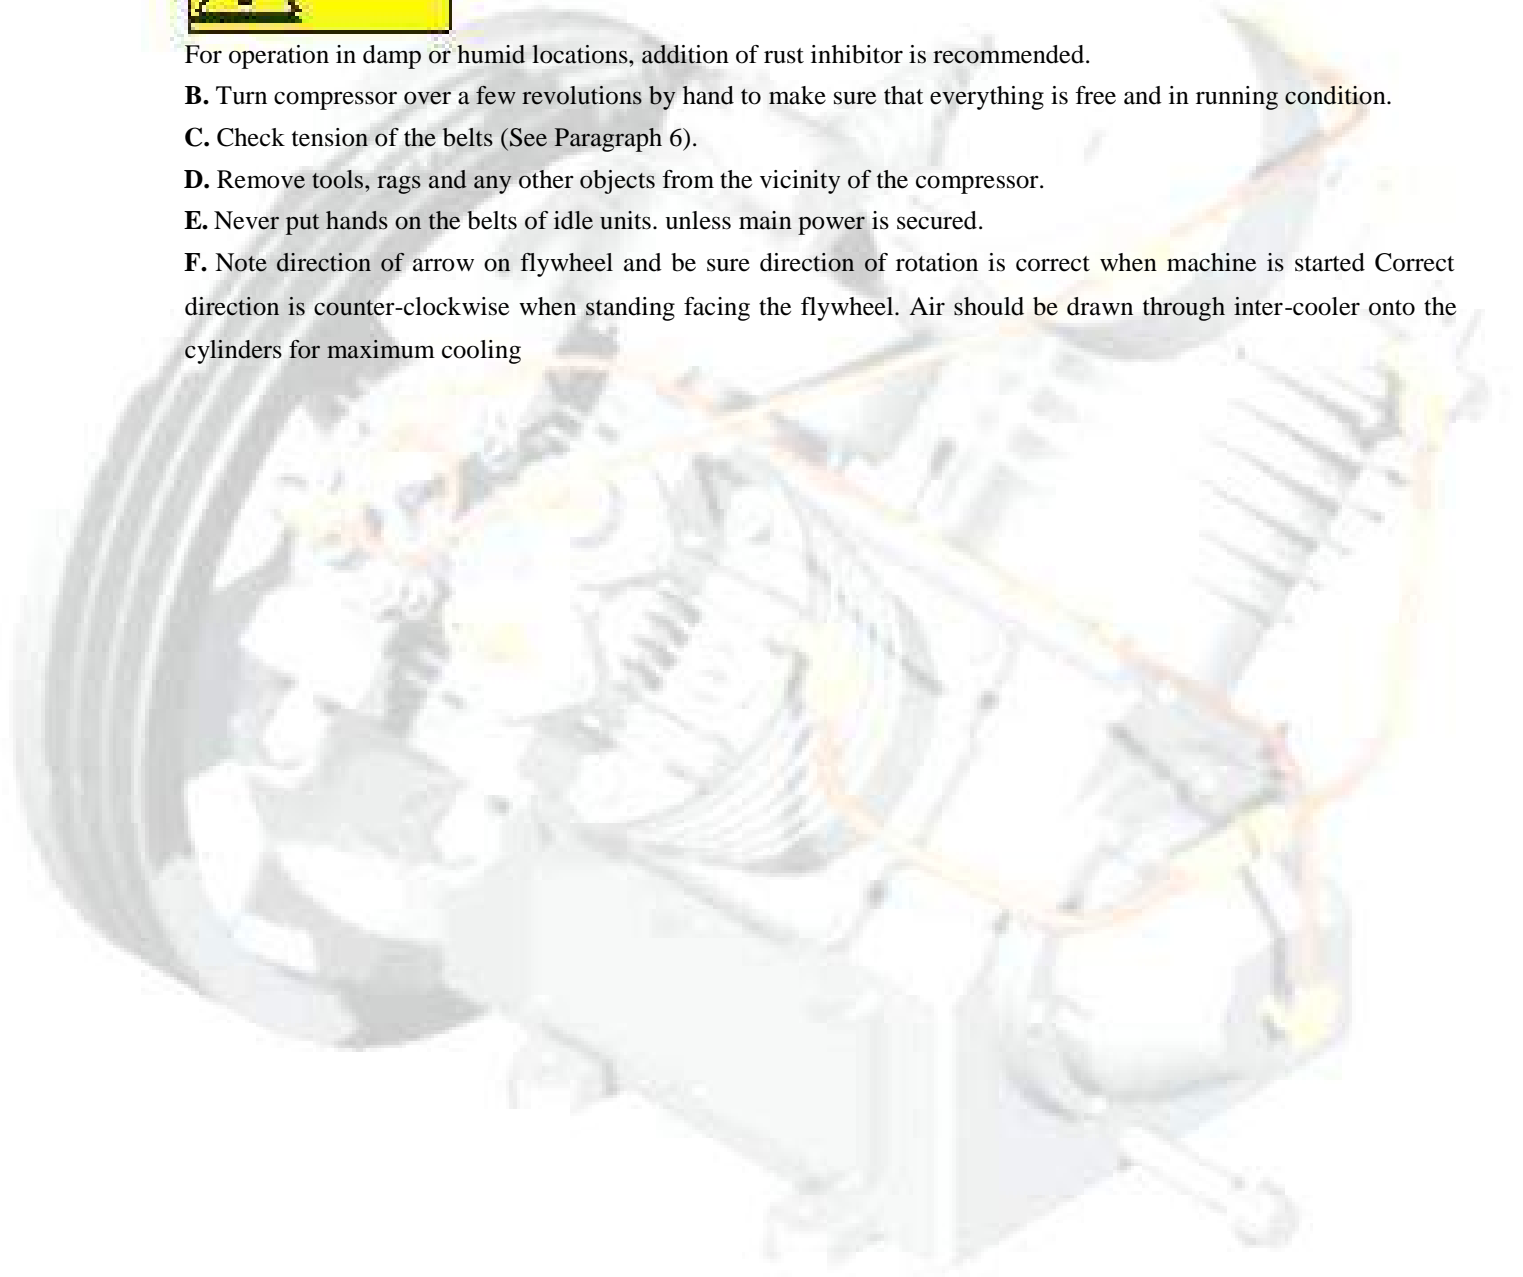 For operation in damp or humid locations, addition of rust inhibitor is recommended.
B. Turn compressor over a few revolutions by hand to make sure that everything is free and in running condition.
C. Check tension of the belts (See Paragraph 6).
D. Remove tools, rags and any other objects from the vicinity of the compressor.
E. Never put hands on the belts of idle units. unless main power is secured.
F. Note direction of arrow on flywheel and be sure direction of rotation is correct when machine is started Correct
direction is counter-clockwise when standing facing the flywheel. Air should be drawn through inter-cooler onto the
cylinders for maximum cooling